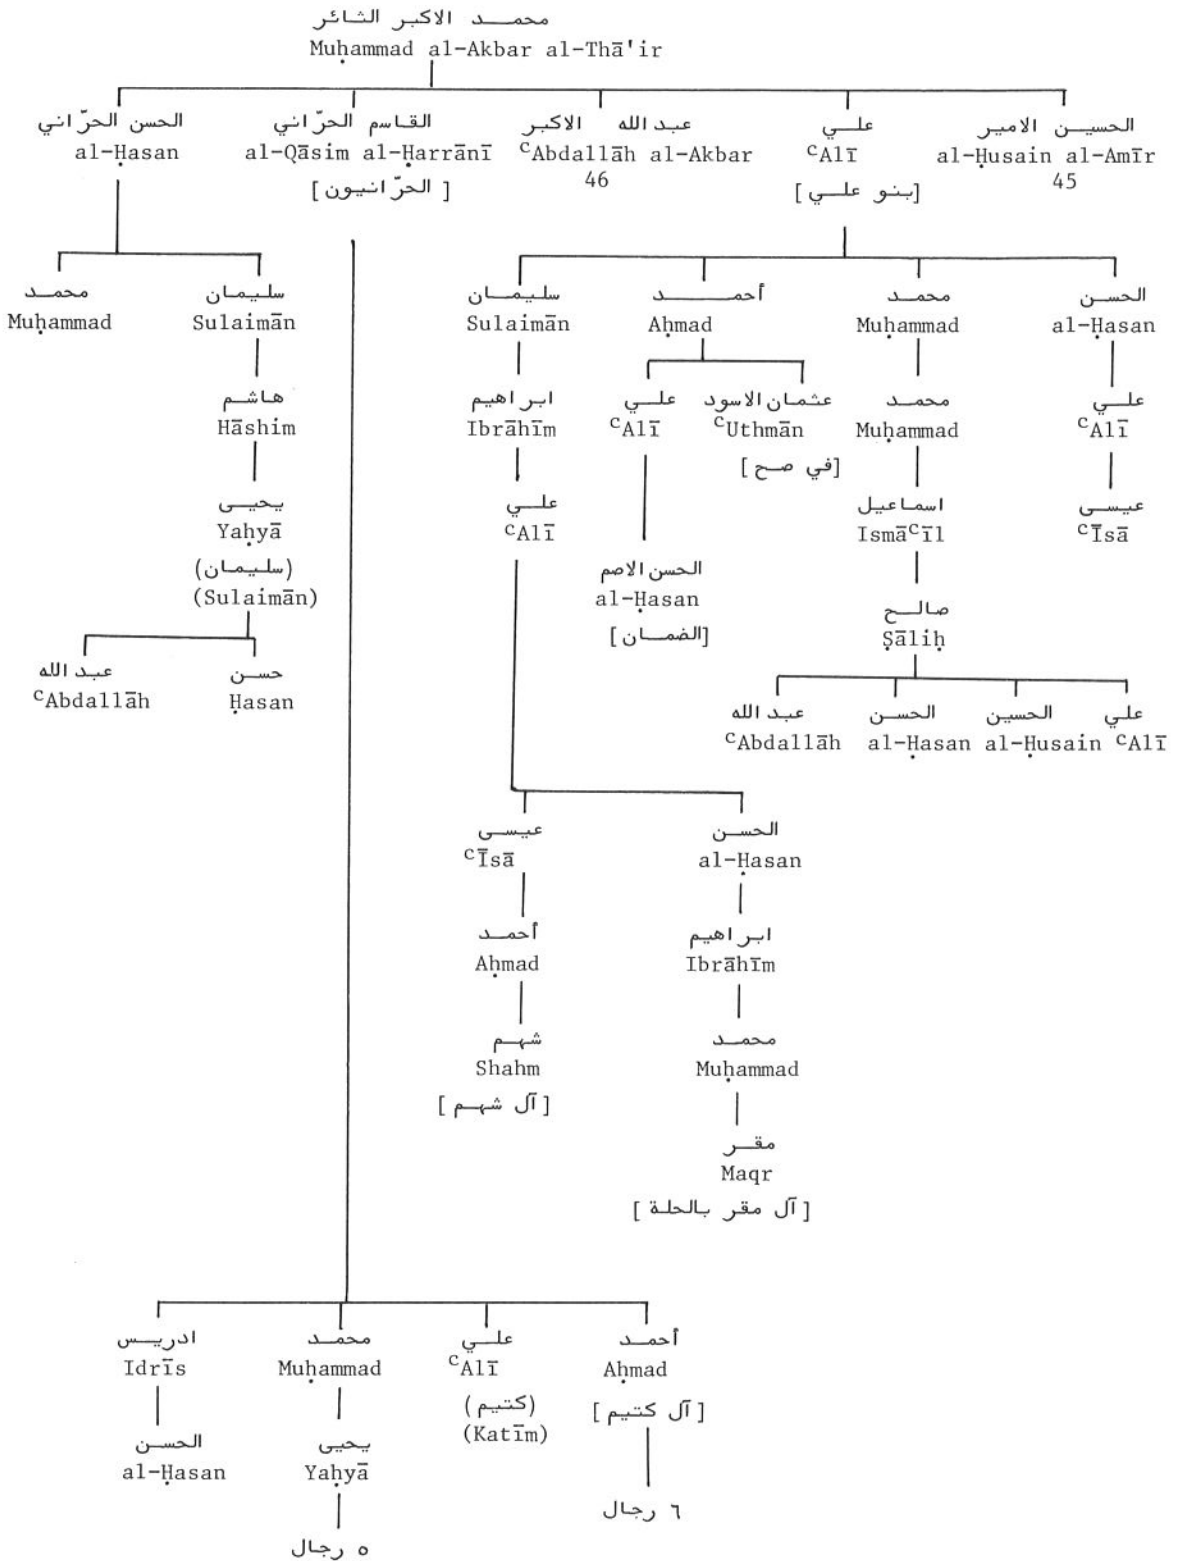 محمد الاكبر الثائر
Muḥammad al-Akbar al-Thā'ir
الحسن الحرّاني القاسم الحرّاني عبد الله الاكبر علي الحسين الامير
al-Ḥasan al-Qāsim al-Ḥarrānī ᶜAbdallāh al-Akbar ᶜAlī al-Ḥusain al-Amīr
[الحرّانيون] 46 [بنو علي] 45
محمد سليمان سليمان أحمد محمد الحسن
Muḥammad Sulaimān Sulaimān Aḥmad Muḥammad al-Ḥasan
هاشم ابراهيم علي عثمان الاسود محمد علي
Hāshim Ibrāhīm ᶜAlī ᶜUthmān Muḥammad ᶜAlī
[في صح]
يحيى علي اسماعيل عيسى
Yaḥyā ᶜAlī Ismāᶜīl ᶜĪsā
(سليمان) الحسن الاصم
(Sulaimān) al-Ḥasan
صالح
[الضمان] Ṣāliḥ
عبد الله حسن
ᶜAbdallāh Ḥasan
عبد الله الحسن الحسين علي
ᶜAbdallāh al-Ḥasan al-Ḥusain ᶜAlī
عيسى الحسن
ᶜĪsā al-Ḥasan
أحمد ابراهيم
Aḥmad Ibrāhīm
شهم محمد
Shahm Muḥammad
[آل شهم]
مقر
Maqr
[آل مقر بالحلة]
ادريس محمد علي أحمد
Idrīs Muḥammad ᶜAlī Aḥmad
(كتيم) [آل كتيم]
(Katīm)
الحسن يحيى
al-Ḥasan Yaḥyā
٦ رجال
٥ رجال